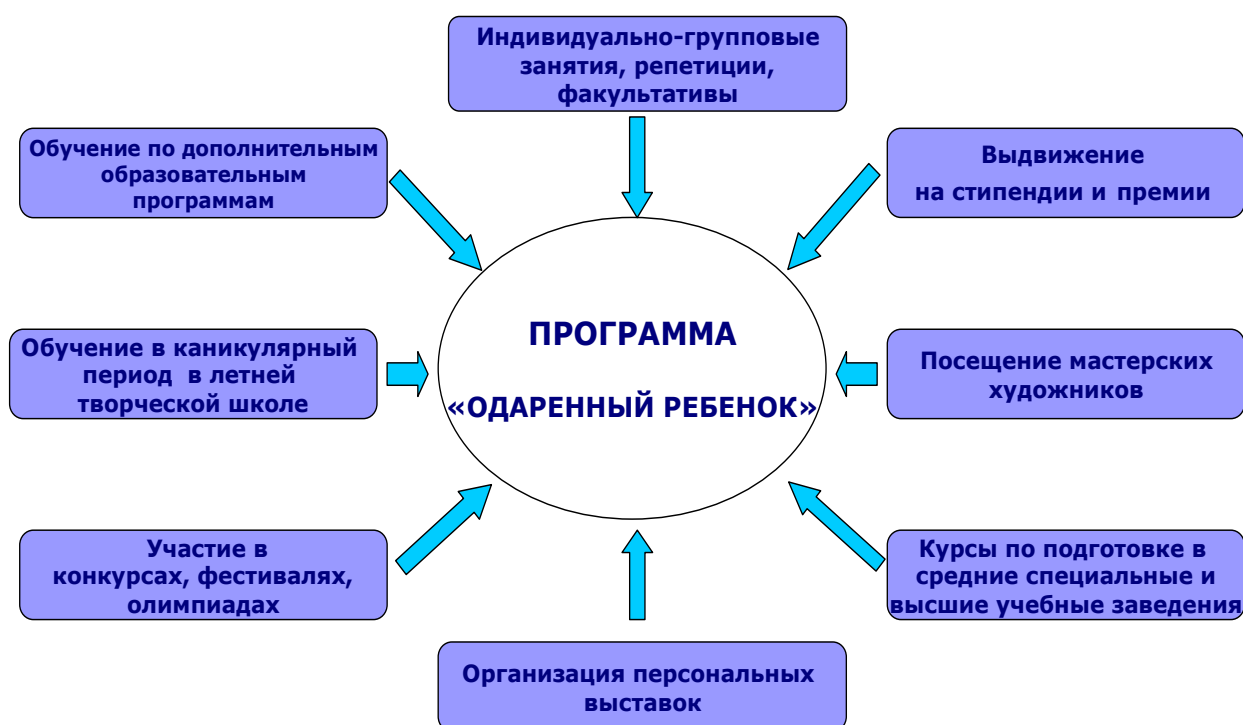 Индивидуально-групповые
занятия, репетиции,
факультативы
Обучение по дополнительным
образовательным
программам
Выдвижение
на стипендии и премии
ПРОГРАММА
«ОДАРЕННЫЙ РЕБЕНОК»
Обучение в каникулярный
период в летней
творческой школе
Посещение мастерских
художников
Участие в
конкурсах, фестивалях,
олимпиадах
Курсы по подготовке в
средние специальные и
высшие учебные заведения
Организация персональных
выставок